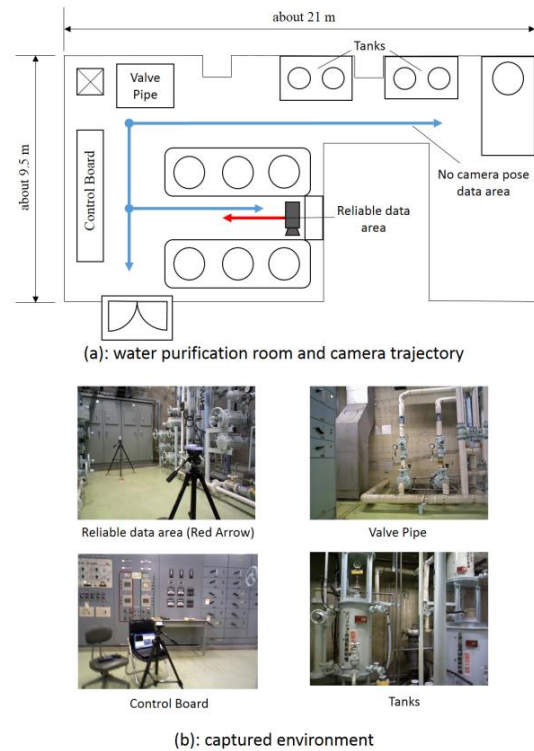 about 21 m
Tanks
Valve
Pipe
about 9.5 m
Control Board
No camera pose
data area
Reliable data
area
(a): water purification room and camera trajectory
Reliable data area (Red Arrow)
Valve Pipe
Control Board
Tanks
(b): captured environment